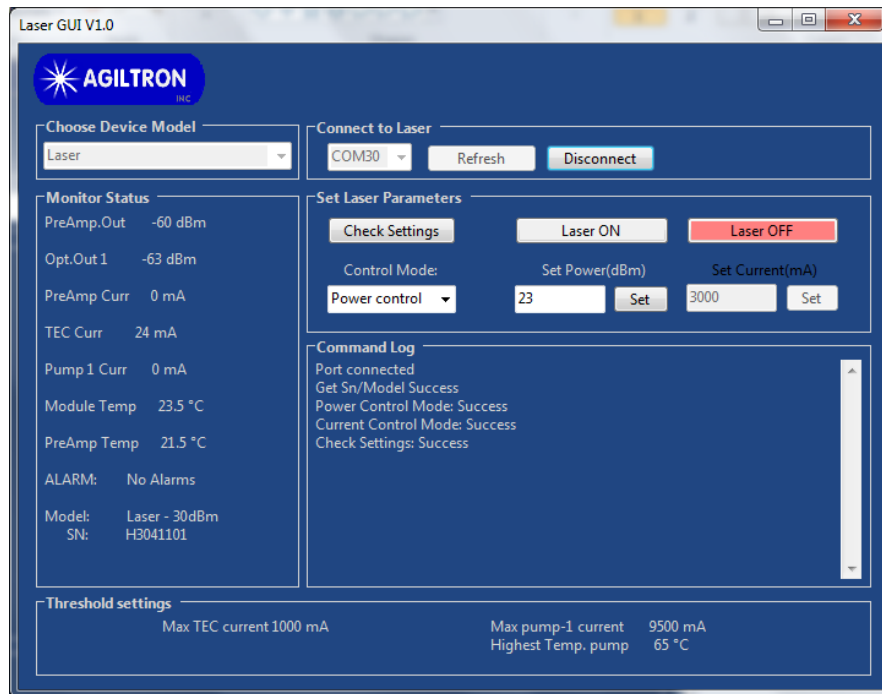 Laser GUI V1.0
AGILTRON
INC
Choose Device Model
Laser
Connect to Laser
COM30
Refresh
Disconnect
Monitor Status
PreAmp.Out -60 dBm
Opt.Out 1 -63 dBm
PreAmp Curr 0 mA
TEC Curr 24 mA
Pump 1 Curr 0 mA
Module Temp 23.5 °C
PreAmp Temp 21.5 °C
ALARM: No Alarms
Model: Laser - 30dBm
SN: H3041101
Set Laser Parameters
Check Settings Laser ON Laser OFF
Control Mode: Set Power(dBm) Set Current(mA)
Power control 23 Set 3000 Set
Command Log
Port connected
Get Sn/Model Success
Power Control Mode: Success
Current Control Mode: Success
Check Settings: Success
Threshold settings
Max TEC current 1000 mA Max pump-1 current 9500 mA
Highest Temp. pump 65 °C